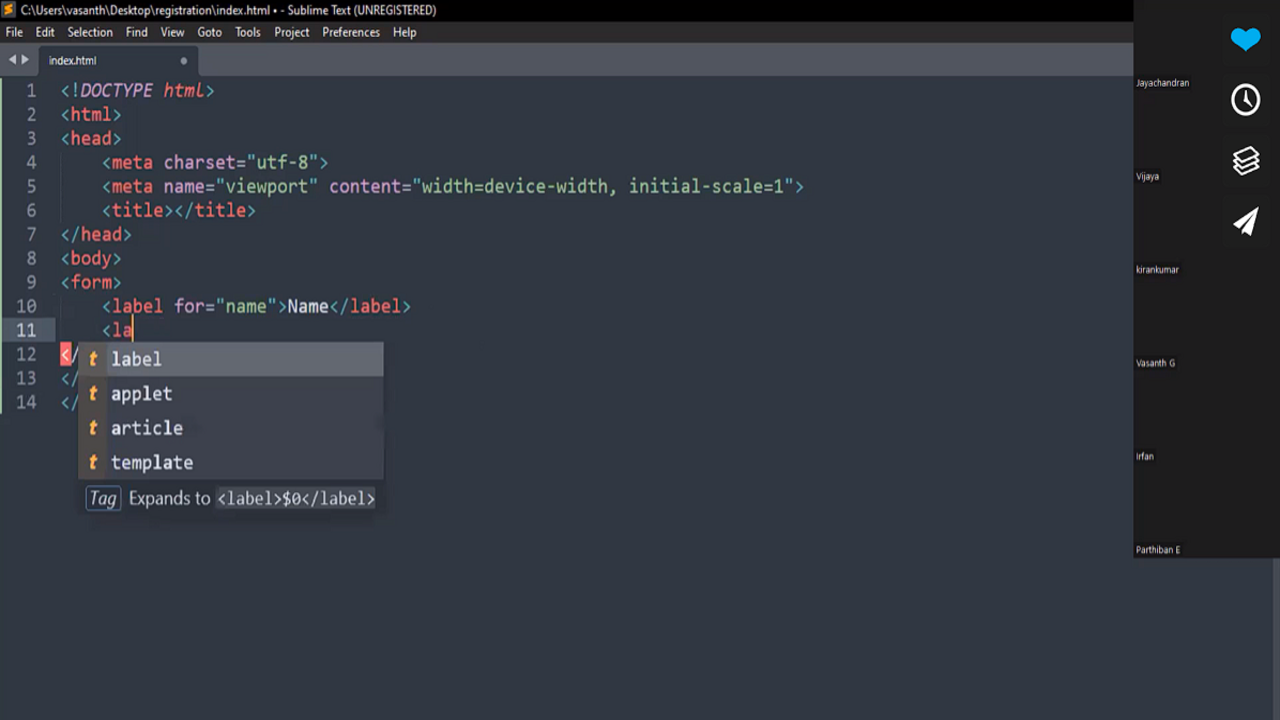 C:\Users\vasanth\Desktop\registration\index.html • - Sublime Text (UNREGISTERED)
File Edit Selection Find View Goto Tools Project Preferences Help
index.html
1 <!DOCTYPE html>
2 <html>
3 <head>
4 <meta charset="utf-8">
5 <meta name="viewport" content="width=device-width, initial-scale=1">
6 <title></title>
7 </head>
8 <body>
9 <form>
10 <label for="name">Name</label>
11 <la
12 </
13 </
14 </
t label
t applet
t article
t template
Tag Expands to <label>$0</label>
Jayachandran
Vijaya
kirankumar
Vasanth G
Irfan
Parthiban E